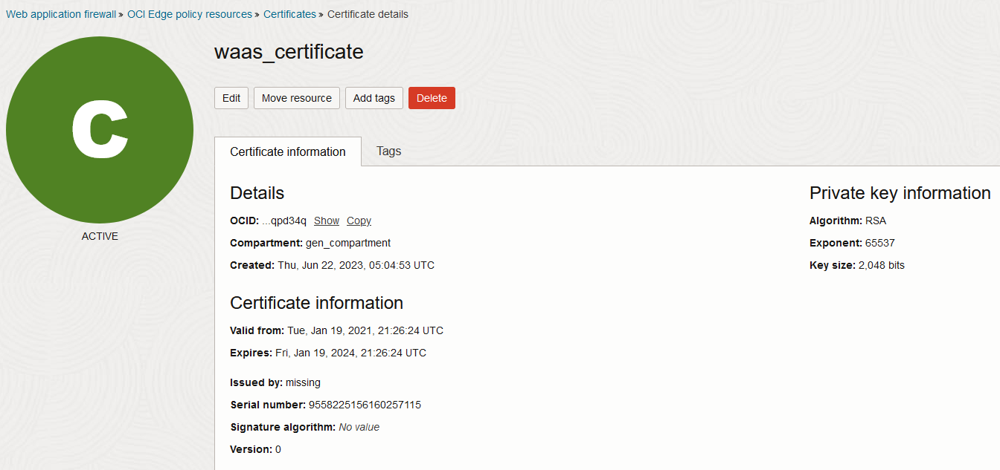 Web application firewall » OCI Edge policy resources » Certificates » Certificate details
C
ACTIVE
waas_certificate
Edit Move resource Add tags Delete
Certificate information Tags
Details
OCID: ...qpd34q Show Copy
Compartment: gen_compartment
Created: Thu, Jun 22, 2023, 05:04:53 UTC
Certificate information
Valid from: Tue, Jan 19, 2021, 21:26:24 UTC
Expires: Fri, Jan 19, 2024, 21:26:24 UTC
Issued by: missing
Serial number: 9558225156160257115
Signature algorithm: No value
Version: 0
Private key information
Algorithm: RSA
Exponent: 65537
Key size: 2,048 bits